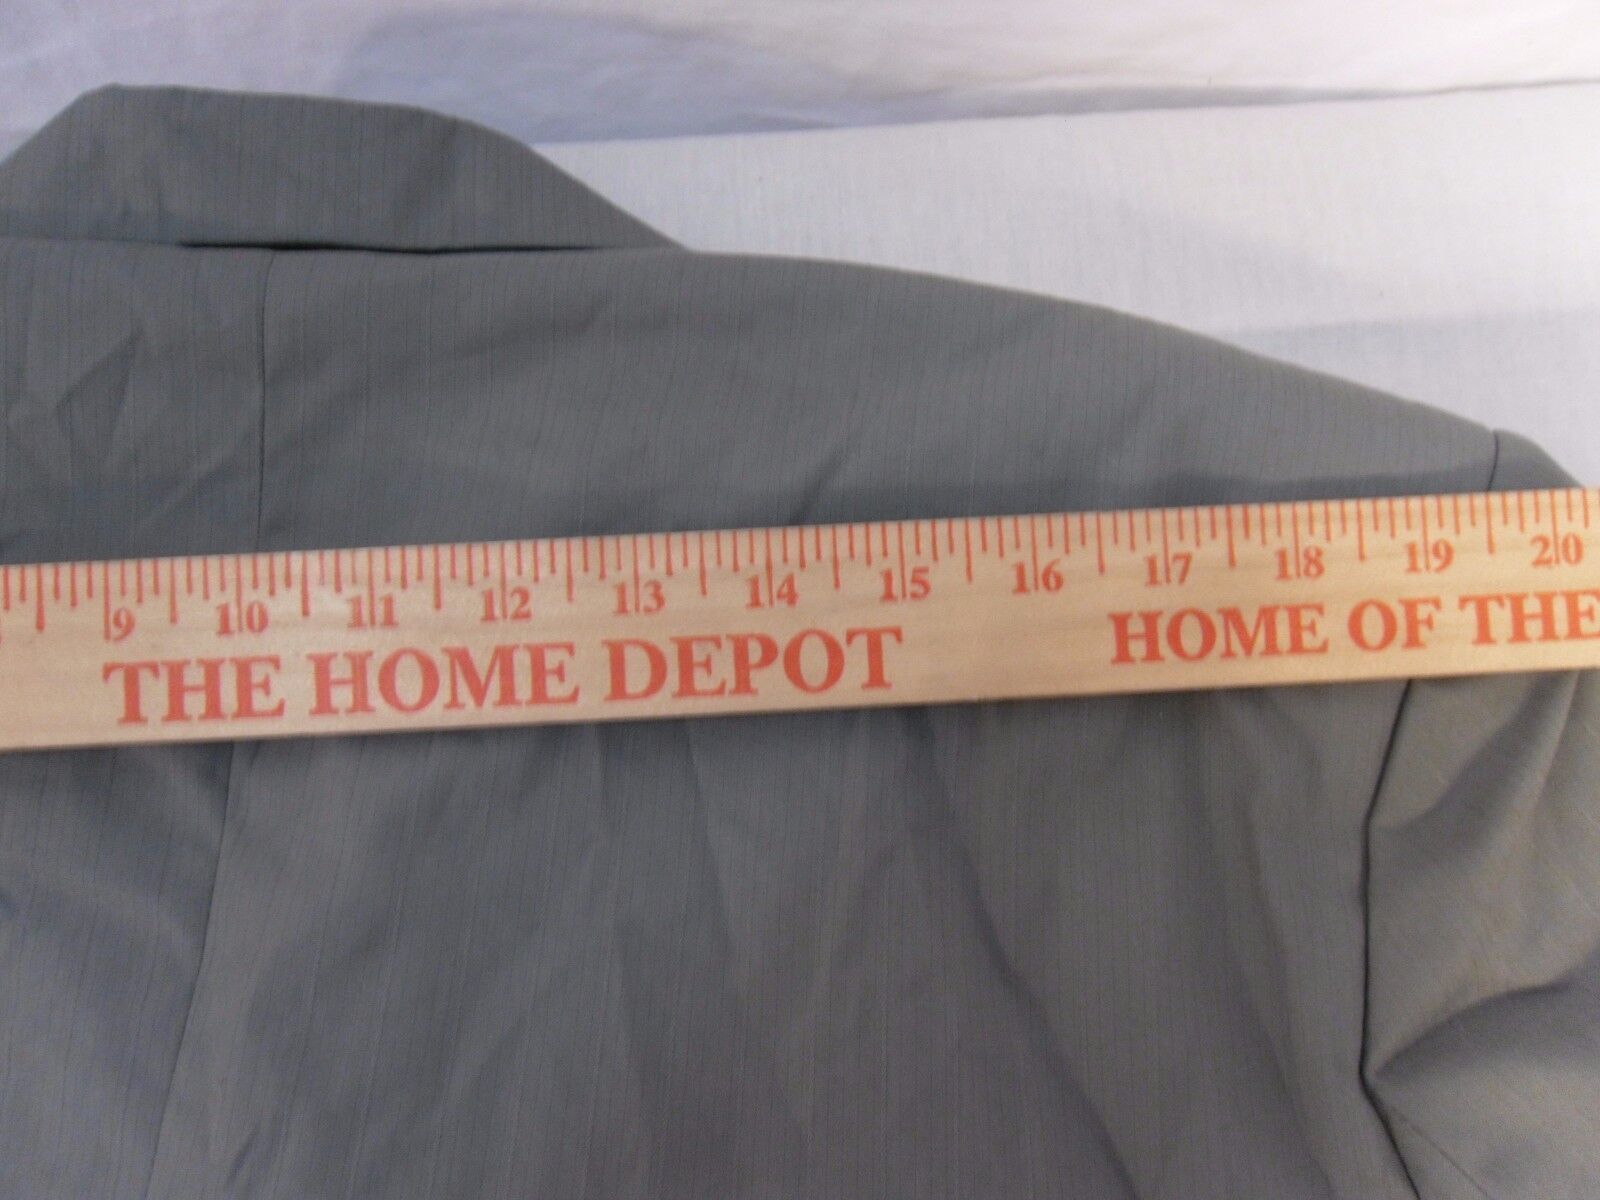 9 10 11 12 13 14 15 16 17 18 19 20
THE HOME DEPOT HOME OF THE